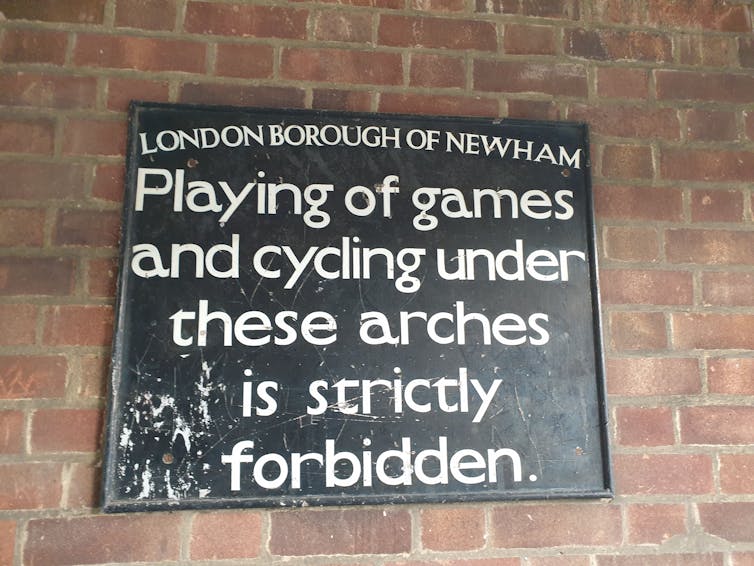 LONDON BOROUGH OF NEWHAM
Playing of games
and cycling under
these arches
is strictly
forbidden.